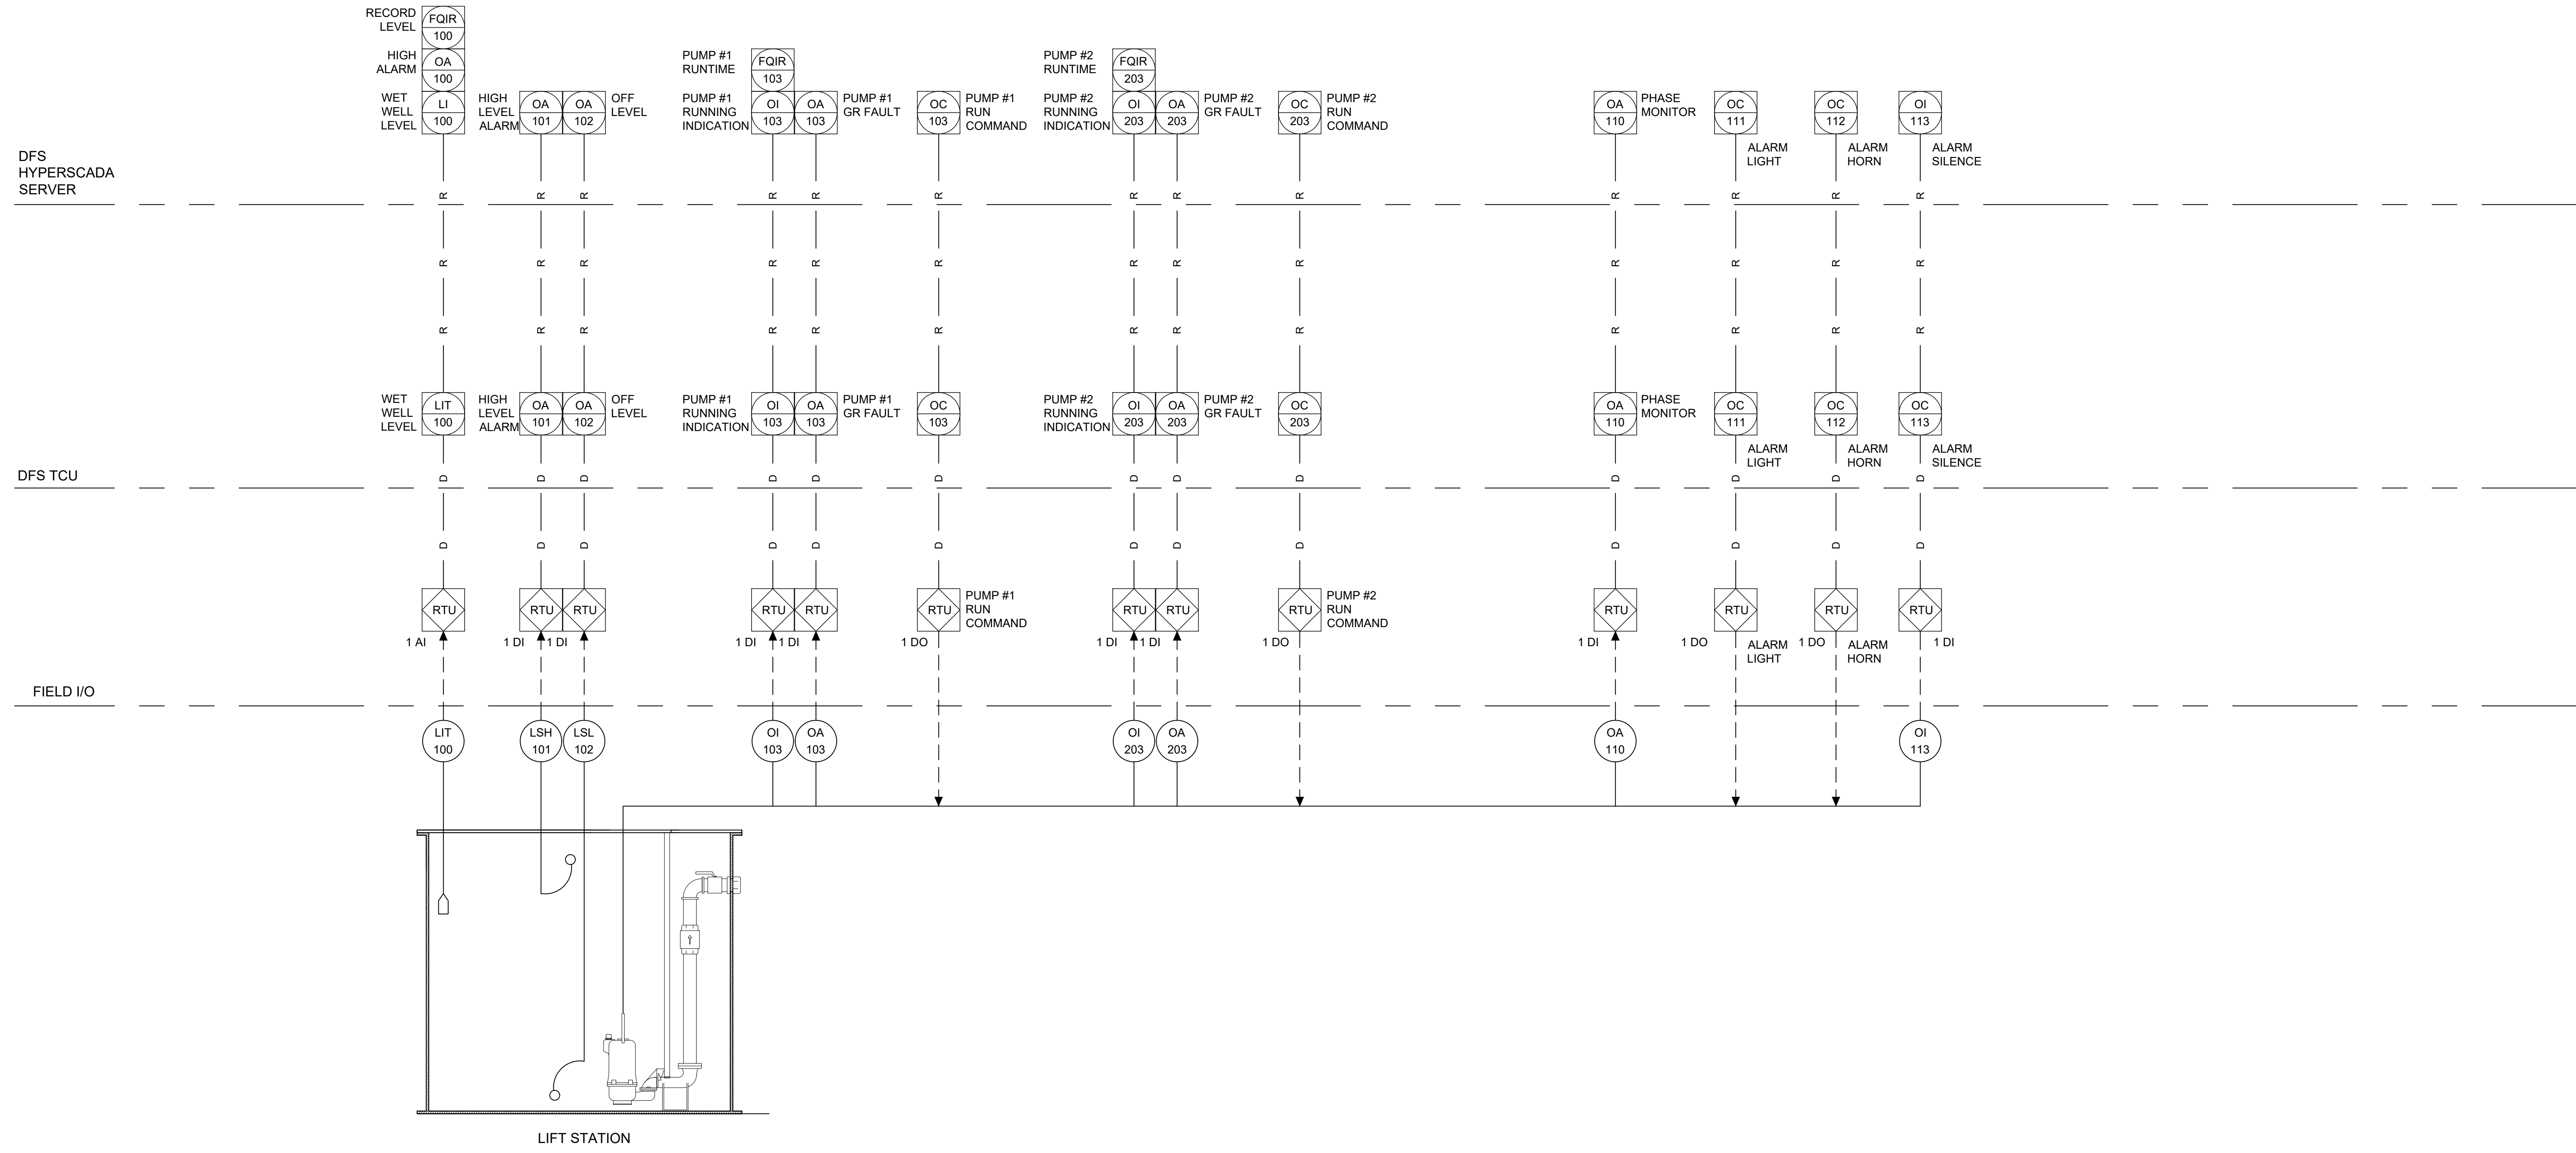 RECORD
LEVEL
FQIR
100
HIGH
ALARM
OA
100
PUMP #1
RUNTIME
FQIR
103
PUMP #2
RUNTIME
FQIR
203
WET
WELL
LEVEL
LI
100
HIGH
LEVEL
ALARM
OA
101
OA
102
OFF
LEVEL
PUMP #1
RUNNING
INDICATION
OI
103
OA
103
PUMP #1
GR FAULT
OC
103
PUMP #1
RUN
COMMAND
PUMP #2
RUNNING
INDICATION
OI
203
OA
203
PUMP #2
GR FAULT
OC
203
PUMP #2
RUN
COMMAND
OA
110
PHASE
MONITOR
OC
111
ALARM
LIGHT
OC
112
ALARM
HORN
OI
113
ALARM
SILENCE
DFS
HYPERSCADA
SERVER
R R R R R R R R R R R R R
R R R R R R R R R R R R R
R R R R R R R R R R R R R
WET
WELL
LEVEL
LIT
100
HIGH
LEVEL
ALARM
OA
101
OA
102
OFF
LEVEL
PUMP #1
RUNNING
INDICATION
OI
103
OA
103
PUMP #1
GR FAULT
OC
103
PUMP #2
RUNNING
INDICATION
OI
203
OA
203
PUMP #2
GR FAULT
OC
203
OA
110
PHASE
MONITOR
OC
111
ALARM
LIGHT
OC
112
ALARM
HORN
OC
113
ALARM
SILENCE
DFS TCU
D D D D D D D D D D D D D
D D D D D D D D D D D D D
RTU
1 AI
RTU
1 DI
RTU
1 DI
RTU
1 DI
RTU
1 DI
RTU
1 DO
PUMP #1
RUN
COMMAND
RTU
1 DI
RTU
1 DI
RTU
1 DO
PUMP #2
RUN
COMMAND
RTU
1 DI
RTU
1 DO
ALARM
LIGHT
RTU
1 DO
ALARM
HORN
RTU
1 DI
FIELD I/O
LIT
100
LSH
101
LSL
102
OI
103
OA
103
OI
203
OA
203
OA
110
OI
113
LIFT STATION